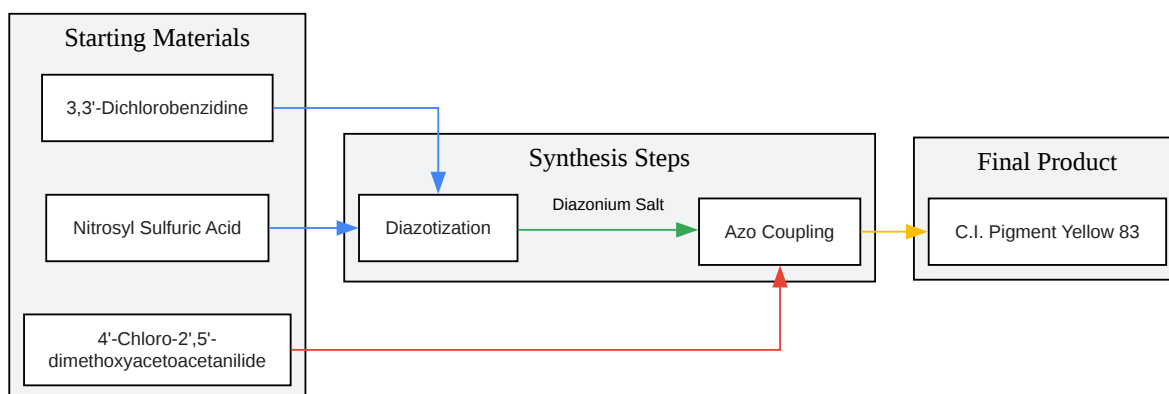 Starting Materials
3,3'-Dichlorobenzidine
Nitrosyl Sulfuric Acid
4'-Chloro-2',5'-
dimethoxyacetoacetanilide
Synthesis Steps
Diazotization
Diazonium Salt
Azo Coupling
Final Product
C.I. Pigment Yellow 83